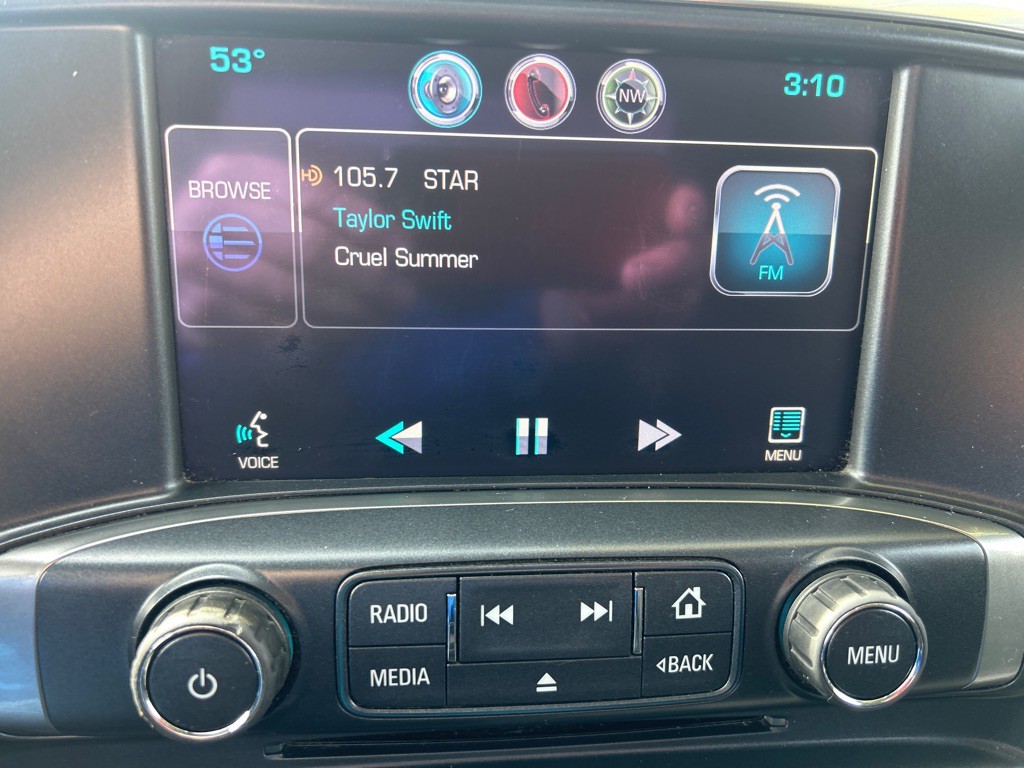 53°
3:10
NW
BROWSE
HD 105.7 STAR
Taylor Swift
Cruel Summer
FM
VOICE
MENU
RADIO
MEDIA
BACK
MENU